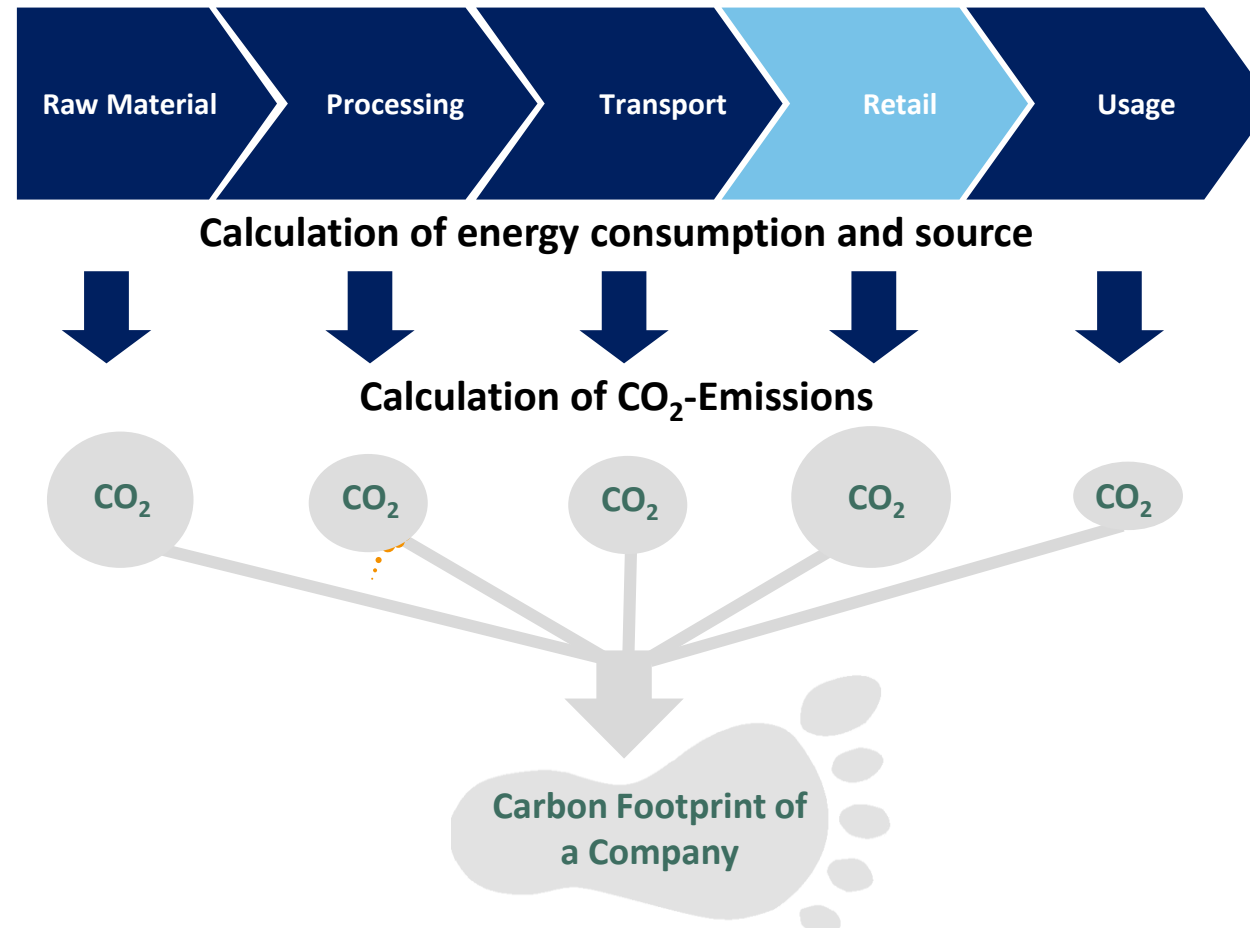 Raw Material Processing Transport Retail Usage
Calculation of energy consumption and source
Calculation of CO₂-Emissions
CO₂ CO₂ CO₂ CO₂ CO₂
Carbon Footprint of
a Company